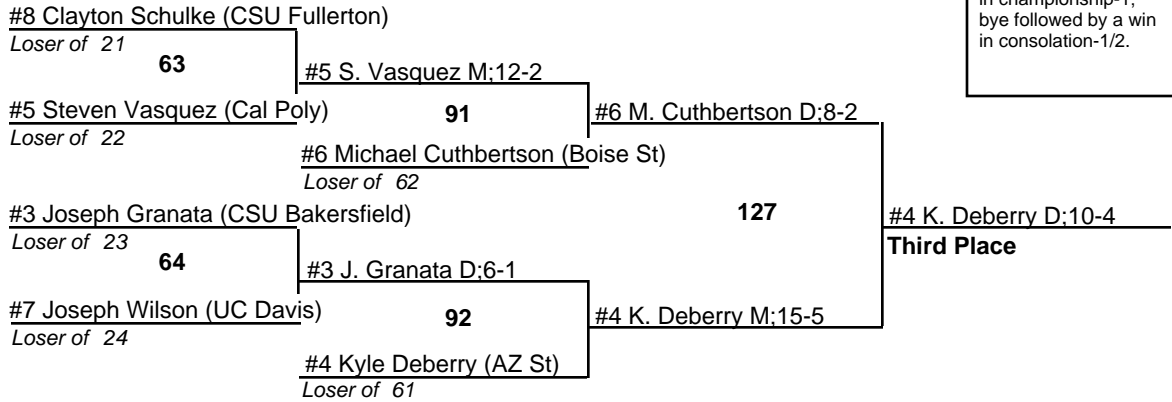 in championship-1,
bye followed by a win
in consolation-1/2.
#8 Clayton Schulke (CSU Fullerton)
Loser of 21
63
#5 S. Vasquez M;12-2
#5 Steven Vasquez (Cal Poly)
Loser of 22
91
#6 M. Cuthbertson D;8-2
#6 Michael Cuthbertson (Boise St)
Loser of 62
#3 Joseph Granata (CSU Bakersfield)
Loser of 23
127
#4 K. Deberry D;10-4
Third Place
64
#3 J. Granata D;6-1
#7 Joseph Wilson (UC Davis)
Loser of 24
92
#4 K. Deberry M;15-5
#4 Kyle Deberry (AZ St)
Loser of 61